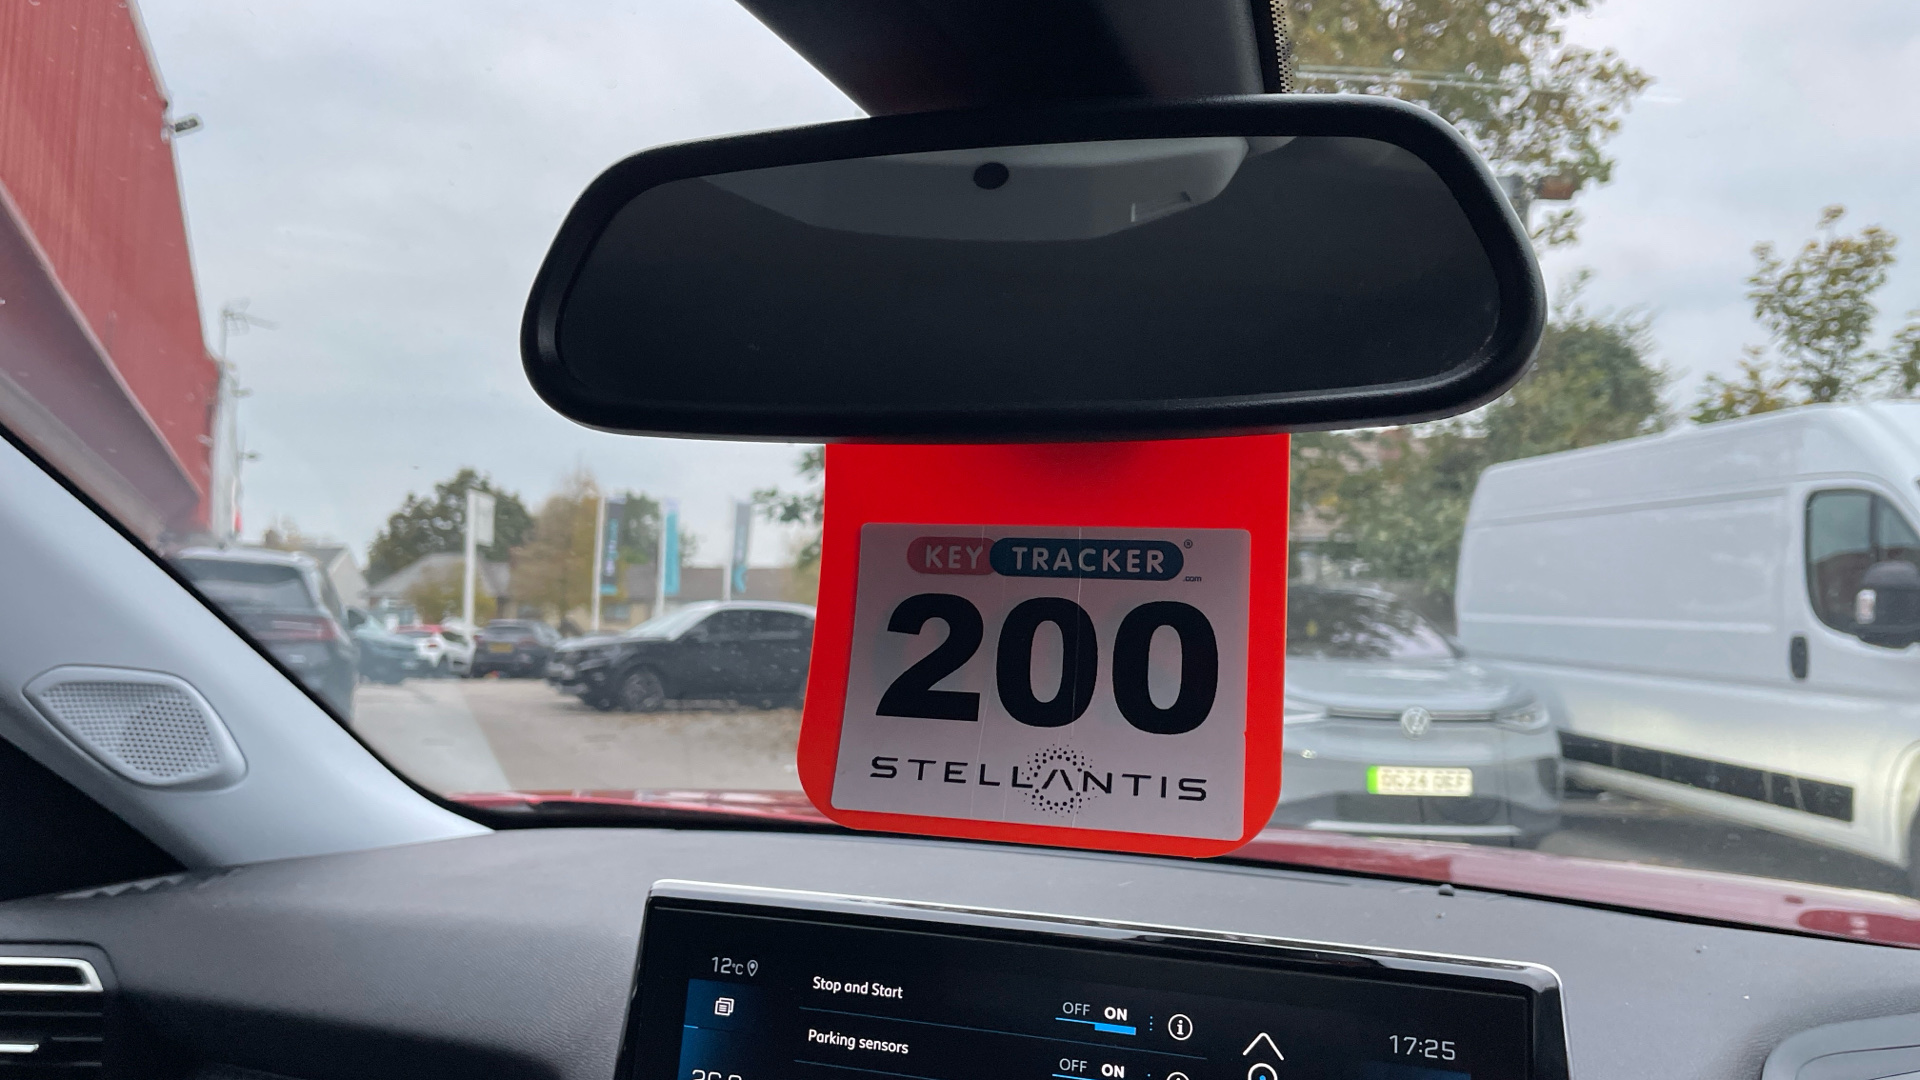 KEY TRACKER®
.com
200
STELLANTIS
12°C
Stop and Start
OFF ON
Parking sensors
OFF ON
17:25